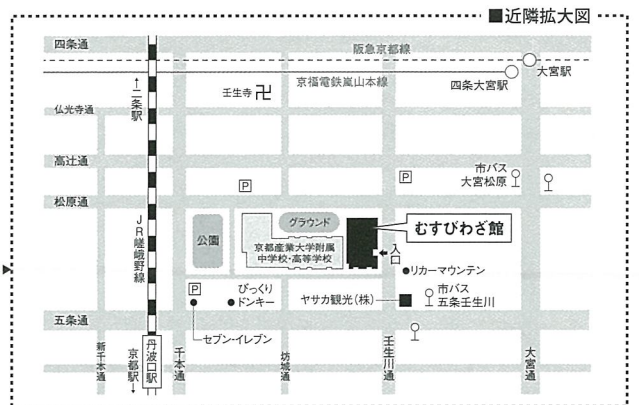 ■近隣拡大図
四条通
阪急京都線
大宮駅
京福電鉄嵐山本線
四条大宮駅
↑二条駅
壬生寺 卍
仏光寺通
高辻通
市バス
大宮松原
P
P
松原通
JR嵯峨野線
公園
グラウンド
京都産業大学附属
中学校・高等学校
むすびわざ館
←入口
●リカーマウンテン
P
びっくり
●ドンキー
ヤサカ観光(株)■
市バス
五条壬生川
五条通
セブン-イレブン
新千本通
京都駅↓
丹波口駅
千本通
坊城通
壬生川通
大宮通